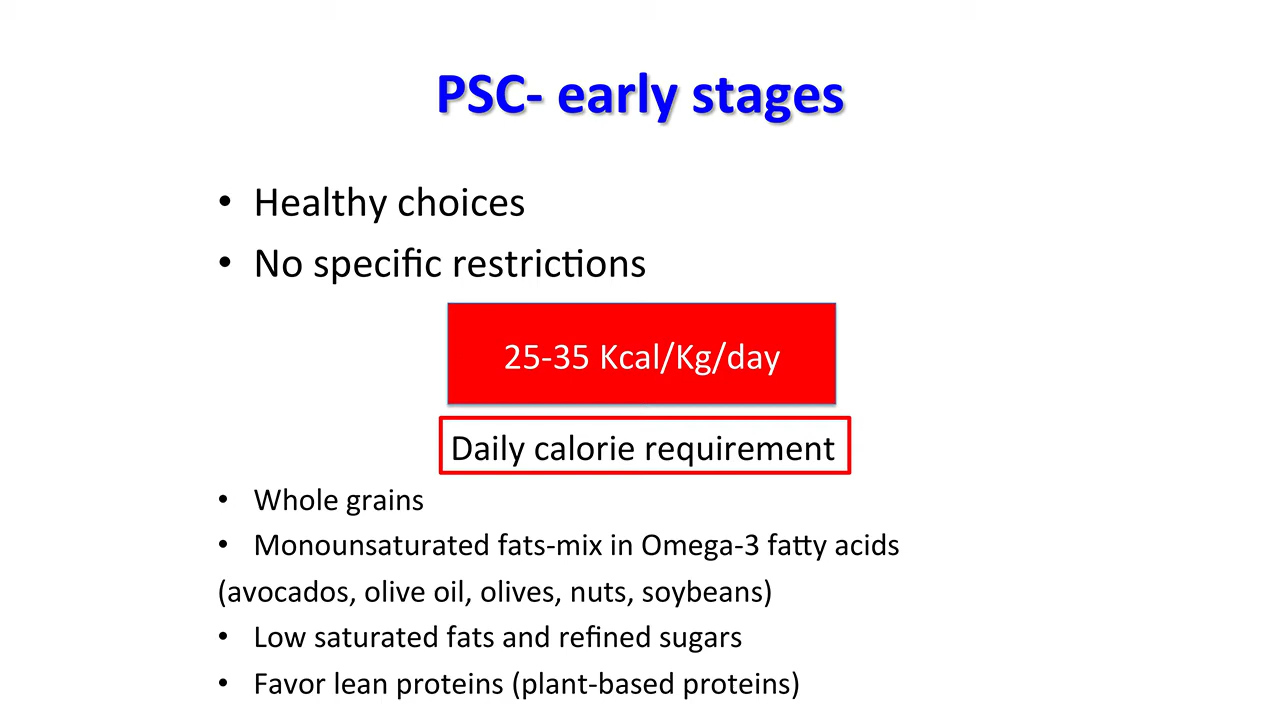 PSC- early stages
• Healthy choices
• No specific restrictions
25-35 Kcal/Kg/day
Daily calorie requirement
• Whole grains
• Monounsaturated fats-mix in Omega-3 fatty acids
(avocados, olive oil, olives, nuts, soybeans)
• Low saturated fats and refined sugars
• Favor lean proteins (plant-based proteins)